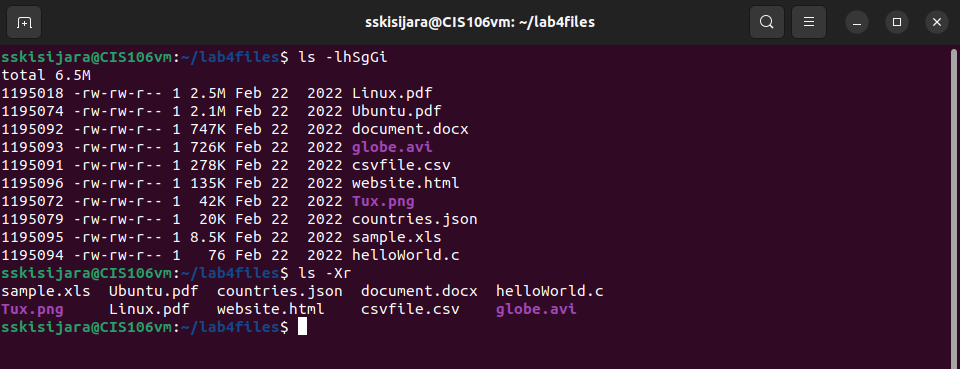 sskisijara@CIS106vm: ~/lab4files
sskisijara@CIS106vm:~/lab4files$ ls -lhSgGi
total 6.5M
1195018 -rw-rw-r-- 1 2.5M Feb 22  2022 Linux.pdf
1195074 -rw-rw-r-- 1 2.1M Feb 22  2022 Ubuntu.pdf
1195092 -rw-rw-r-- 1 747K Feb 22  2022 document.docx
1195093 -rw-rw-r-- 1 726K Feb 22  2022 globe.avi
1195091 -rw-rw-r-- 1 278K Feb 22  2022 csvfile.csv
1195096 -rw-rw-r-- 1 135K Feb 22  2022 website.html
1195072 -rw-rw-r-- 1  42K Feb 22  2022 Tux.png
1195079 -rw-rw-r-- 1  20K Feb 22  2022 countries.json
1195095 -rw-rw-r-- 1 8.5K Feb 22  2022 sample.xls
1195094 -rw-rw-r-- 1   76 Feb 22  2022 helloWorld.c
sskisijara@CIS106vm:~/lab4files$ ls -Xr
sample.xls  Ubuntu.pdf  countries.json  document.docx  helloWorld.c
Tux.png     Linux.pdf   website.html    csvfile.csv    globe.avi
sskisijara@CIS106vm:~/lab4files$